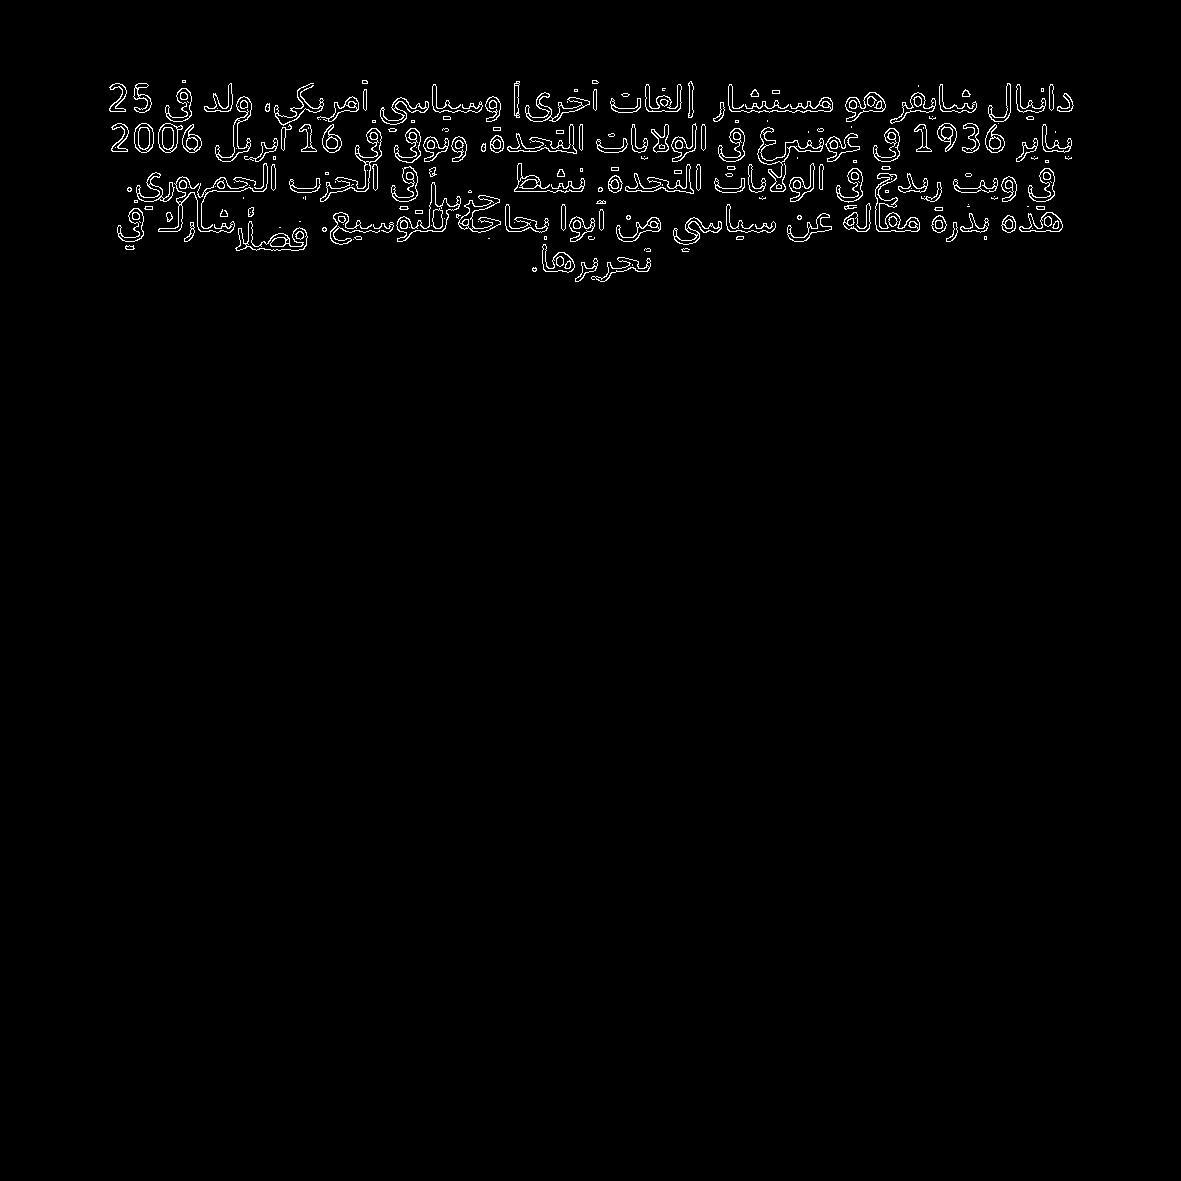 دانيال شايفر هو مستشار [لغات أخرى] وسياسي أمريكي، ولد في 25
يناير 1936 في غوتنبرغ في الولايات المتحدة، وتوفي في 16 أبريل 2006
في ويت ريدج في الولايات المتحدة. نشط حزبياً في الحزب الجمهوري.
هذه بذرة مقالة عن سياسي من آيوا بحاجة للتوسيع. فضلًا شارك في
تحريرها.